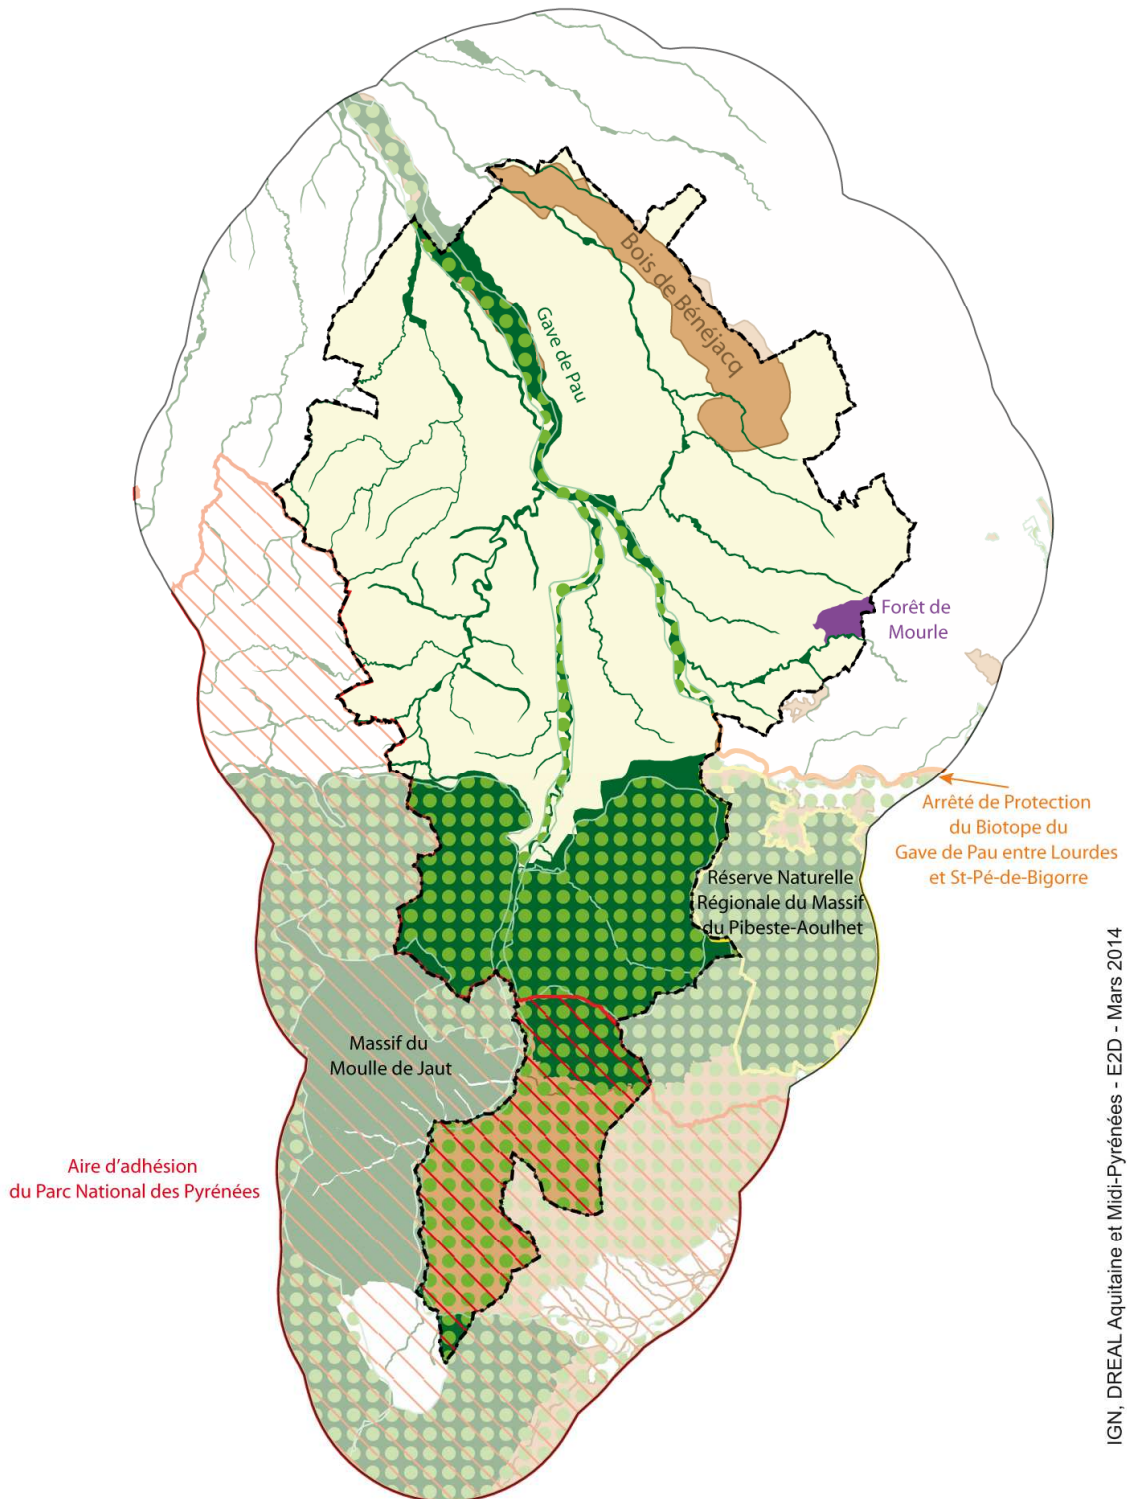 Bois de Bénéjacq
Gave de Pau
Forêt de
Mourle
Arrêté de Protection
du Biotope du
Gave de Pau entre Lourdes
et St-Pé-de-Bigorre
Réserve Naturelle
Régionale du Massif
du Pibeste-Aoulhet
Massif du
Moulle de Jaut
Aire d'adhésion
du Parc National des Pyrénées
IGN, DREAL Aquitaine et Midi-Pyrénées - E2D - Mars 2014